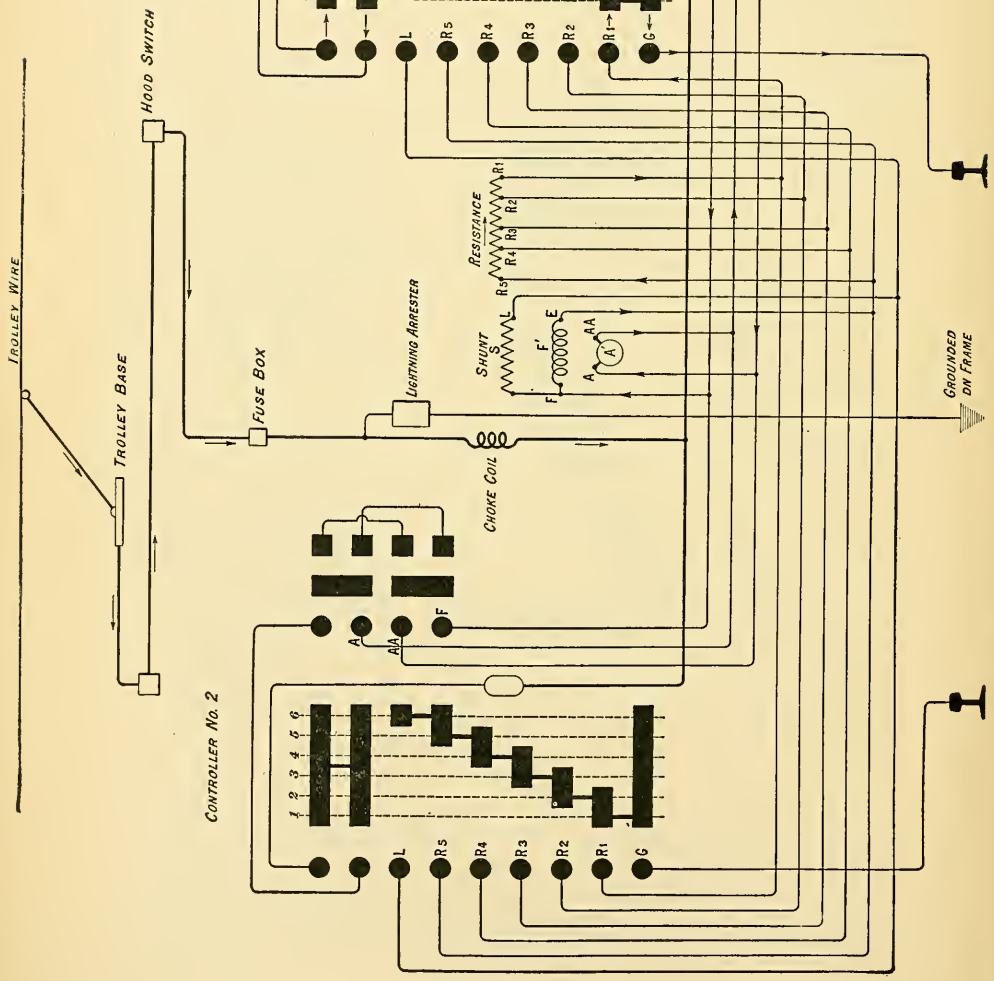 TROLLEY WIRE
HOOD SWITCH
TROLLEY BASE
FUSE BOX
LIGHTNING ARRESTER
CHOKE COIL
L
R5
R4
R3
R2
R1
G
RESISTANCE
R1
R2
R3
R4
R5
SHUNT
S
L
F
F'
E
A
A'
AA
GROUNDED
ON FRAME
A
AA
F
CONTROLLER NO. 2
1 2 3 4 5 6
L
R5
R4
R3
R2
R1
G